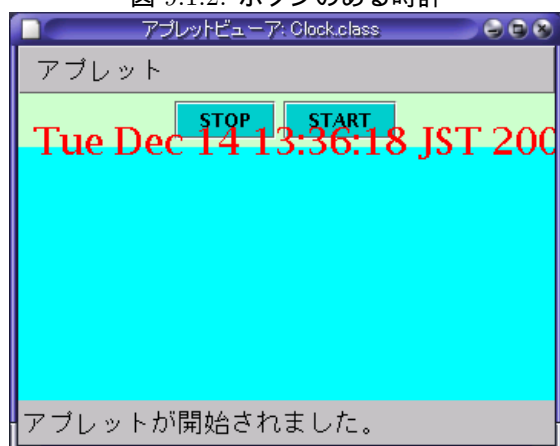 図 5.1.2: ボタンのある時計
アプレットビューア: Clock.class
アプレット
STOP START
Tue Dec 14 13:36:18 JST 200
アプレットが開始されました。